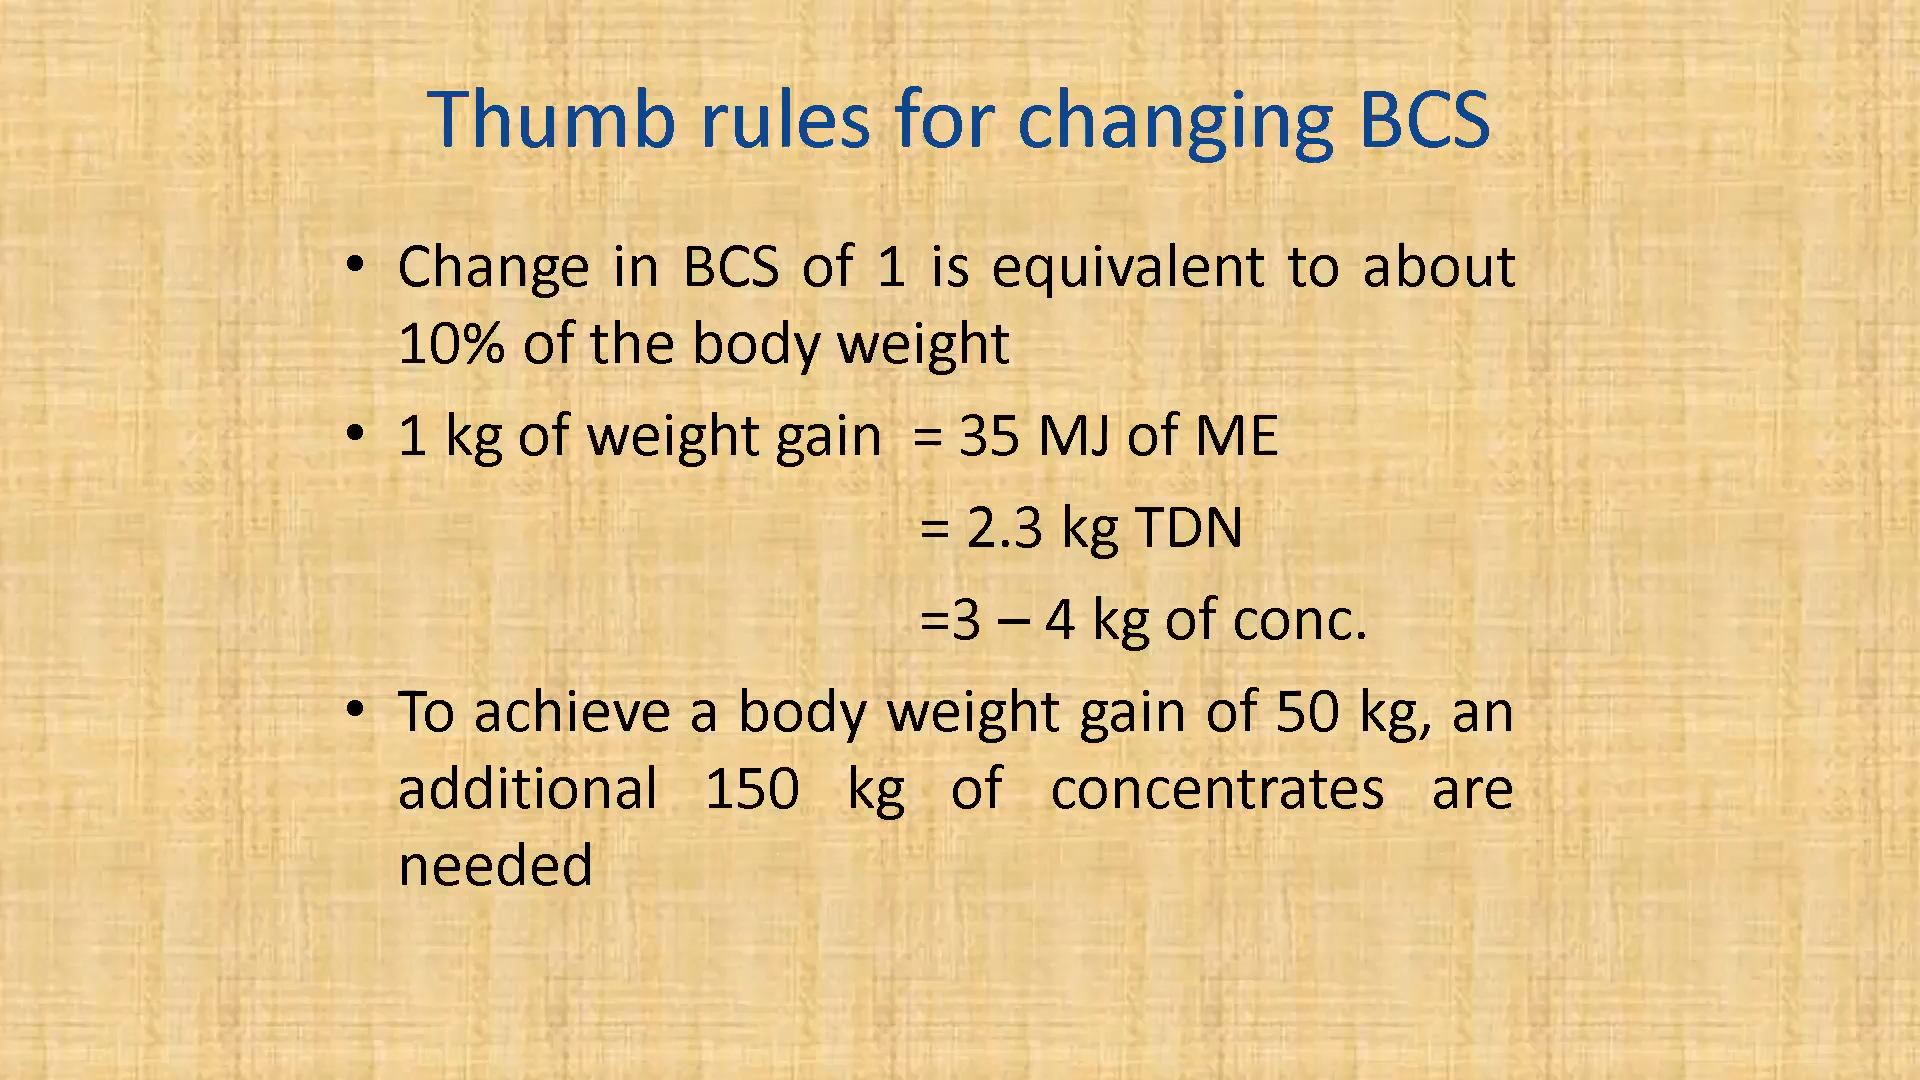 Thumb rules for changing BCS
• Change in BCS of 1 is equivalent to about
10% of the body weight
• 1 kg of weight gain = 35 MJ of ME
= 2.3 kg TDN
=3 – 4 kg of conc.
• To achieve a body weight gain of 50 kg, an
additional 150 kg of concentrates are
needed